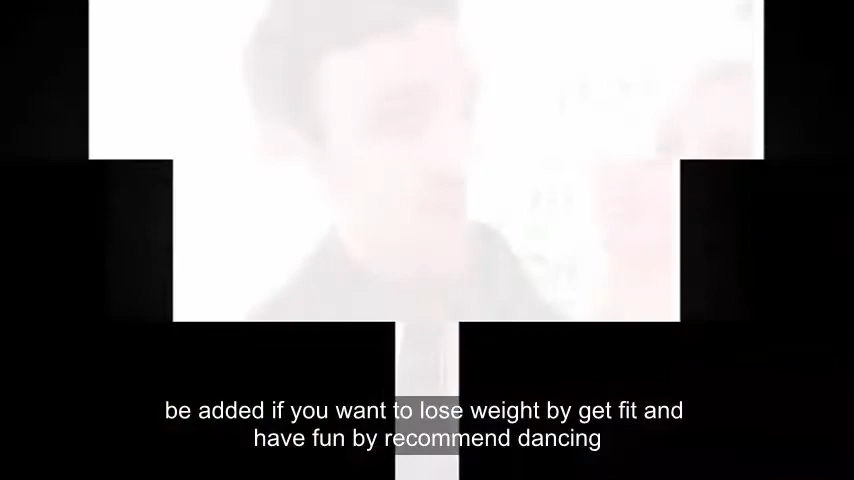 be added if you want to lose weight by get fit and
have fun by recommend dancing